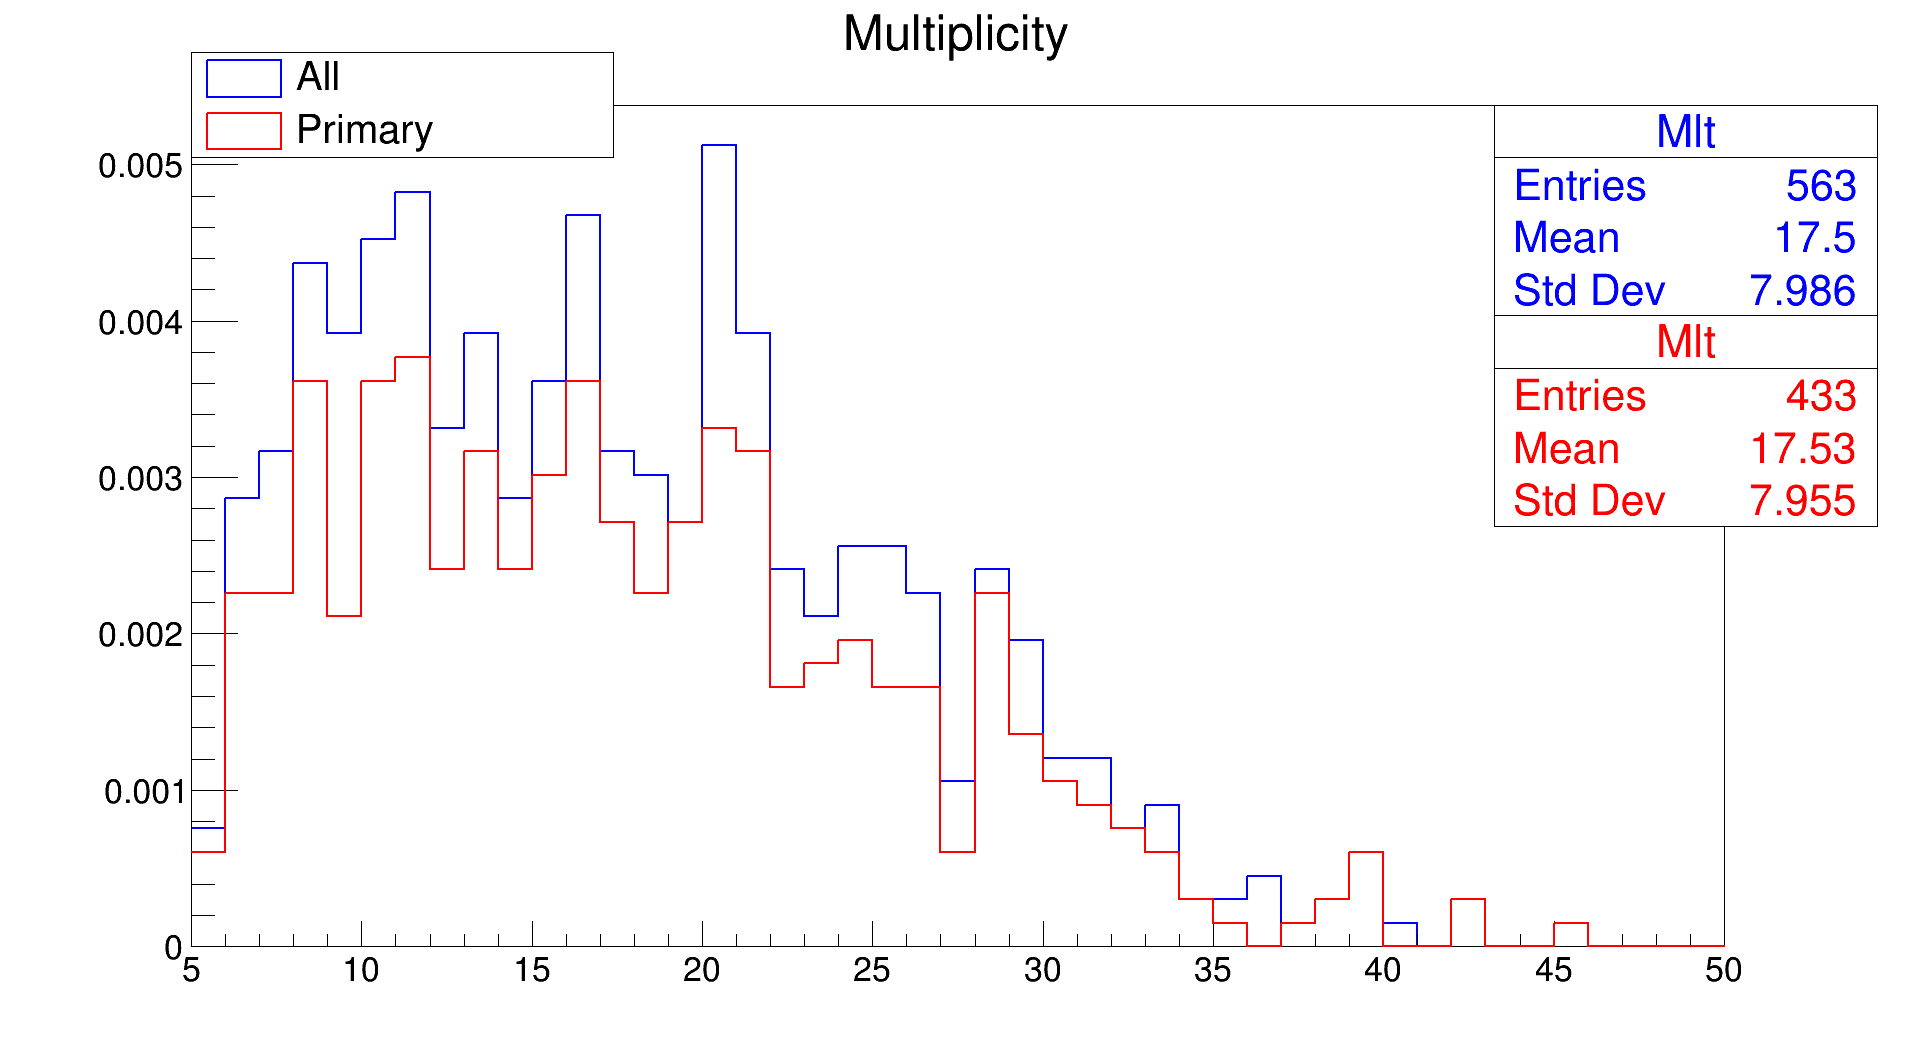 Multiplicity
All
Primary
Mlt
Entries 563
Mean 17.5
Std Dev 7.986
Mlt
Entries 433
Mean 17.53
Std Dev 7.955
0.005
0.004
0.003
0.002
0.001
0
5 10 15 20 25 30 35 40 45 50